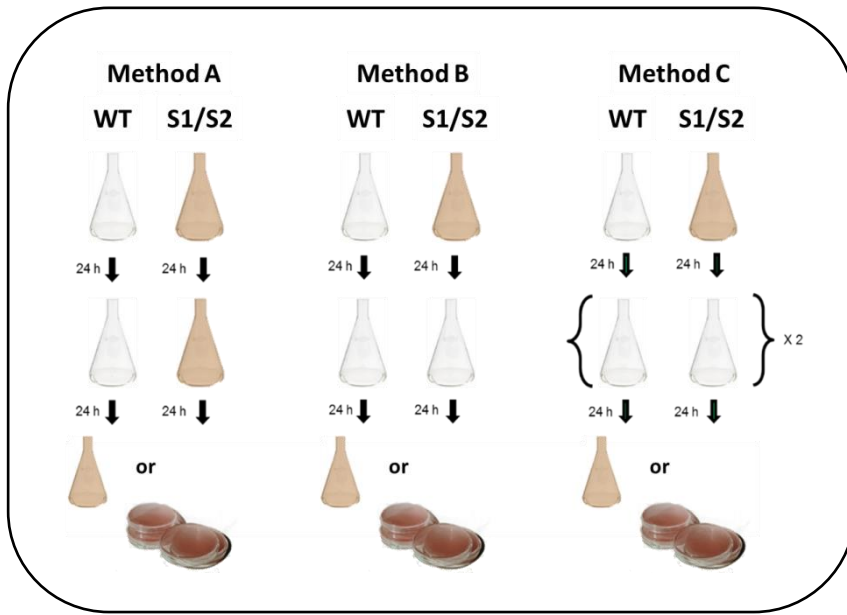 Method A Method B Method C
WT S1/S2 WT S1/S2 WT S1/S2
24 h 24 h 24 h 24 h 24 h 24 h
X 2
24 h 24 h 24 h 24 h 24 h 24 h
or or or